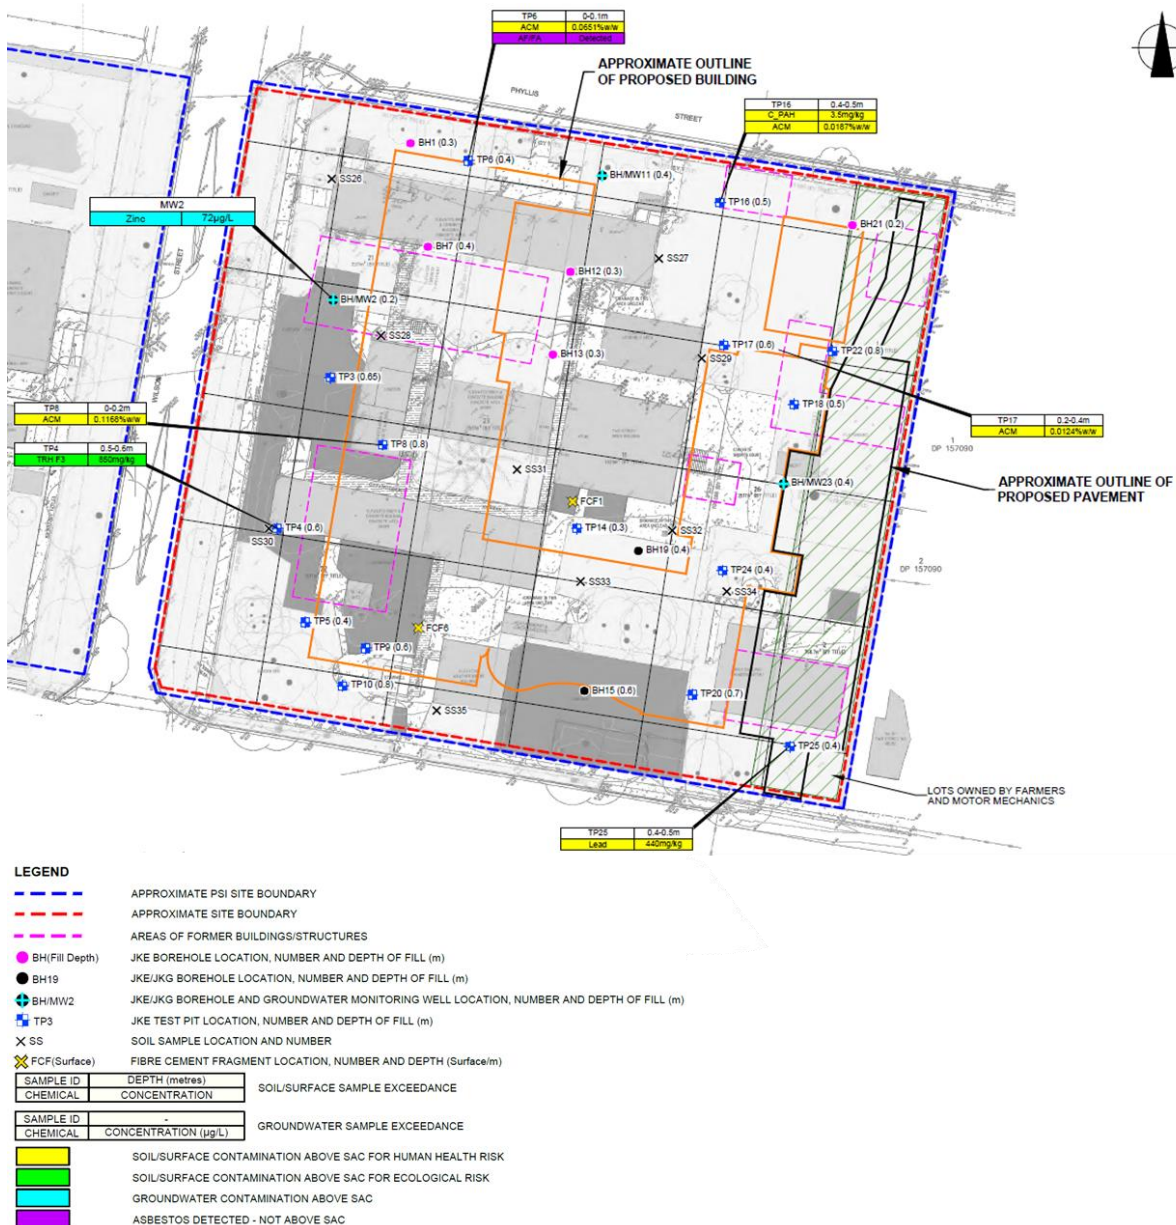 TP6 0-0.1m
ACM 0.0651%w/w
AF/FA Detected
APPROXIMATE OUTLINE
OF PROPOSED BUILDING
PHYLLIS STREET
TP16 0.4-0.5m
C_PAH 3.5mg/kg
ACM 0.0187%w/w
BH1 (0.3)
TP6 (0.4)
BH/MW11 (0.4)
SS26
TP16 (0.5)
MW2
Zinc 72µg/L
STREET
BH21 (0.2)
BH7 (0.4)
SS27
BH12 (0.3)
BH/MW2 (0.2)
SS28
TP17 (0.6)
TP22 (0.8)
BH13 (0.3)
SS29
TP3 (0.65)
TP18 (0.5)
TP8 0-0.2m
ACM 0.1168%w/w
TP17 0.2-0.4m
ACM 0.0124%w/w
TP4 0.5-0.6m
TRH F3 550mg/kg
TP8 (0.8)
1
DP 157090
SS31
BH/MW23 (0.4)
APPROXIMATE OUTLINE OF
PROPOSED PAVEMENT
FCF1
TP4 (0.6)
SS30
TP14 (0.3)
SS32
BH19 (0.4)
2
DP 157090
TP24 (0.4)
SS33
SS34
TP5 (0.4)
FCF6
TP9 (0.6)
TP10 (0.8)
BH15 (0.6)
TP20 (0.7)
SS35
TP25 (0.4)
LOTS OWNED BY FARMERS
AND MOTOR MECHANICS
TP25 0.4-0.5m
Lead 440mg/kg
LEGEND
APPROXIMATE PSI SITE BOUNDARY
APPROXIMATE SITE BOUNDARY
AREAS OF FORMER BUILDINGS/STRUCTURES
BH(Fill Depth) JKE BOREHOLE LOCATION, NUMBER AND DEPTH OF FILL (m)
BH19 JKE/JKG BOREHOLE LOCATION, NUMBER AND DEPTH OF FILL (m)
BH/MW2 JKE/JKG BOREHOLE AND GROUNDWATER MONITORING WELL LOCATION, NUMBER AND DEPTH OF FILL (m)
TP3 JKE TEST PIT LOCATION, NUMBER AND DEPTH OF FILL (m)
SS SOIL SAMPLE LOCATION AND NUMBER
FCF(Surface) FIBRE CEMENT FRAGMENT LOCATION, NUMBER AND DEPTH (Surface/m)
SAMPLE ID DEPTH (metres)
CHEMICAL CONCENTRATION
SOIL/SURFACE SAMPLE EXCEEDANCE
SAMPLE ID -
CHEMICAL CONCENTRATION (µg/L)
GROUNDWATER SAMPLE EXCEEDANCE
SOIL/SURFACE CONTAMINATION ABOVE SAC FOR HUMAN HEALTH RISK
SOIL/SURFACE CONTAMINATION ABOVE SAC FOR ECOLOGICAL RISK
GROUNDWATER CONTAMINATION ABOVE SAC
ASBESTOS DETECTED - NOT ABOVE SAC